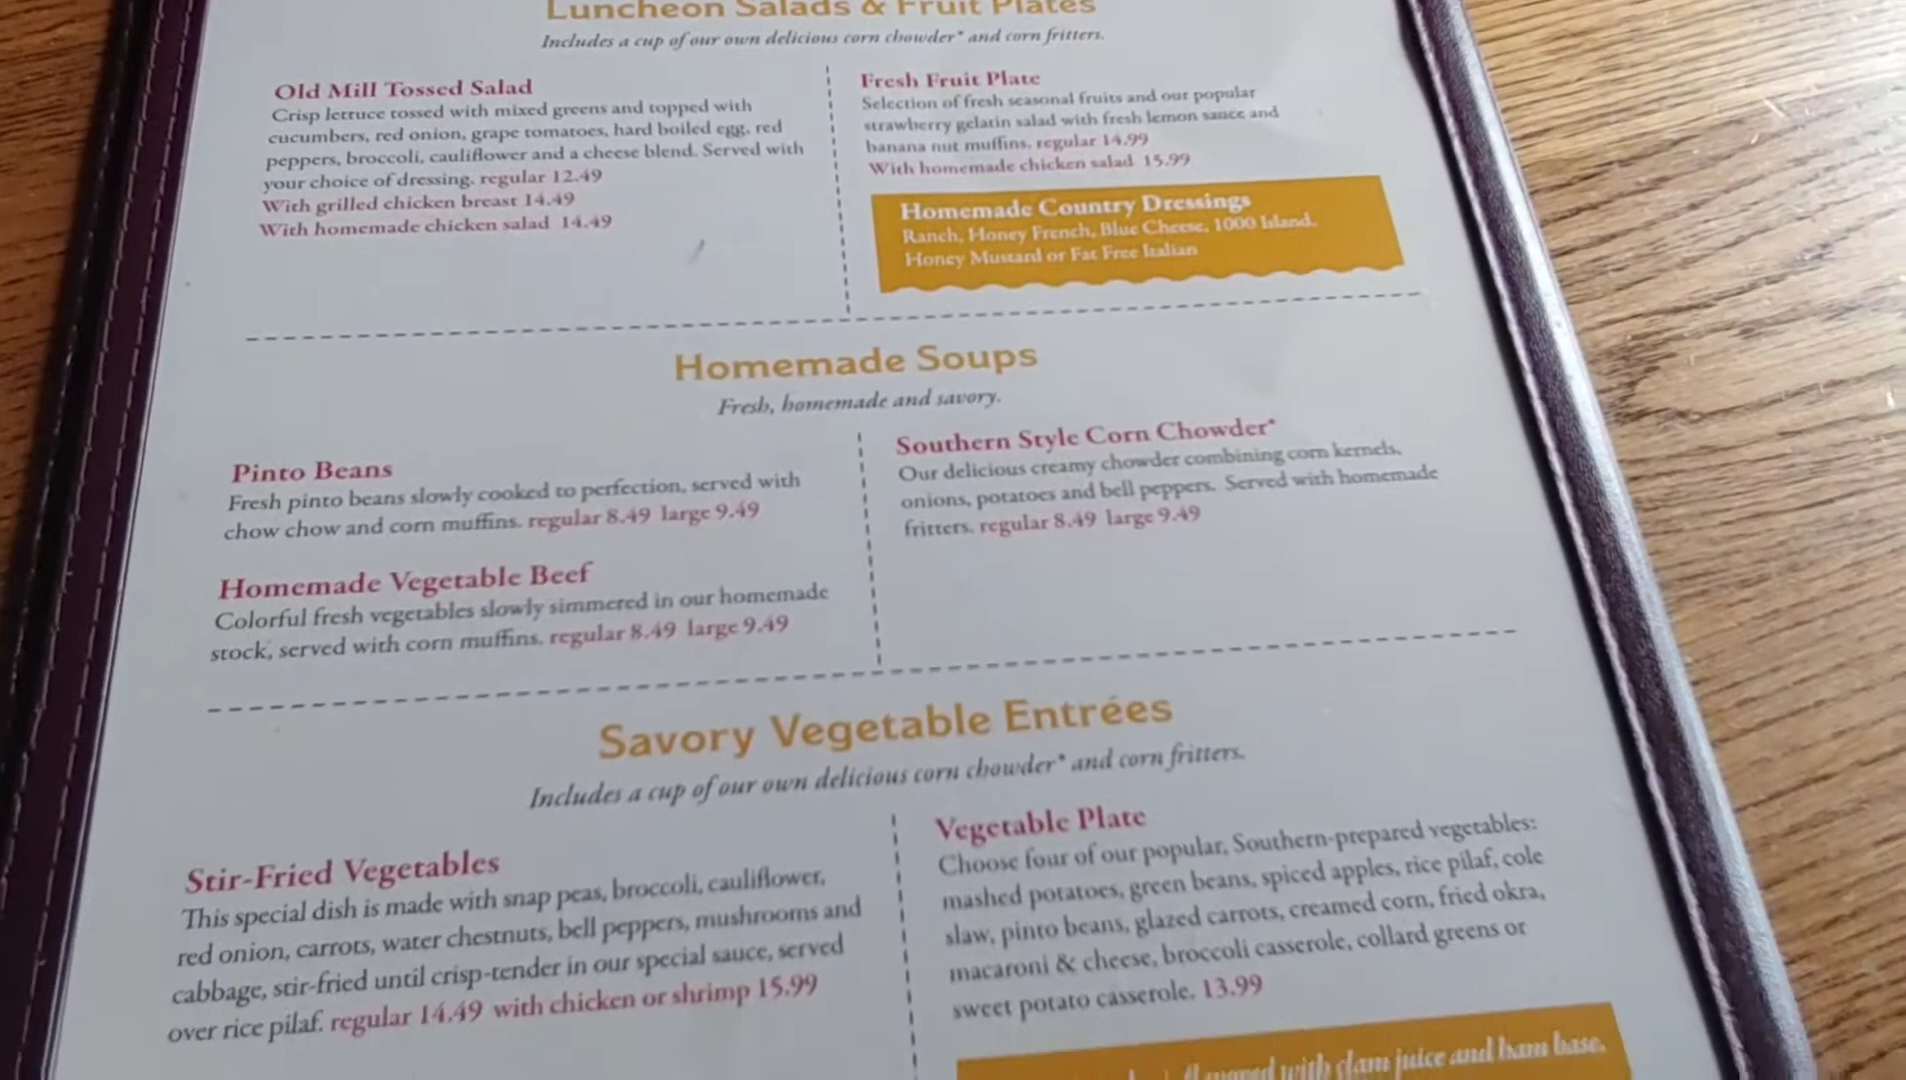 Luncheon Salads & Fruit Plates
Includes a cup of our own delicious corn chowder* and corn fritters.
Old Mill Tossed Salad
Crisp lettuce tossed with mixed greens and topped with
cucumbers, red onion, grape tomatoes, hard boiled egg, red
peppers, broccoli, cauliflower and a cheese blend. Served with
your choice of dressing. regular 12.49
With grilled chicken breast 14.49
With homemade chicken salad 14.49
Fresh Fruit Plate
Selection of fresh seasonal fruits and our popular
strawberry gelatin salad with fresh lemon sauce and
banana nut muffins. regular 14.99
With homemade chicken salad 15.99
Homemade Country Dressings
Ranch, Honey French, Blue Cheese, 1000 Island,
Honey Mustard or Fat Free Italian
Homemade Soups
Fresh, homemade and savory.
Pinto Beans
Fresh pinto beans slowly cooked to perfection, served with
chow chow and corn muffins. regular 8.49 large 9.49
Homemade Vegetable Beef
Colorful fresh vegetables slowly simmered in our homemade
stock, served with corn muffins. regular 8.49 large 9.49
Southern Style Corn Chowder*
Our delicious creamy chowder combining corn kernels,
onions, potatoes and bell peppers. Served with homemade
fritters. regular 8.49 large 9.49
Savory Vegetable Entrées
Includes a cup of our own delicious corn chowder* and corn fritters.
Stir-Fried Vegetables
This special dish is made with snap peas, broccoli, cauliflower,
red onion, carrots, water chestnuts, bell peppers, mushrooms and
cabbage, stir-fried until crisp-tender in our special sauce, served
over rice pilaf. regular 14.49 with chicken or shrimp 15.99
Vegetable Plate
Choose four of our popular, Southern-prepared vegetables:
mashed potatoes, green beans, spiced apples, rice pilaf, cole
slaw, pinto beans, glazed carrots, creamed corn, fried okra,
macaroni & cheese, broccoli casserole, collard greens or
sweet potato casserole. 13.99
with clam juice and ham base.